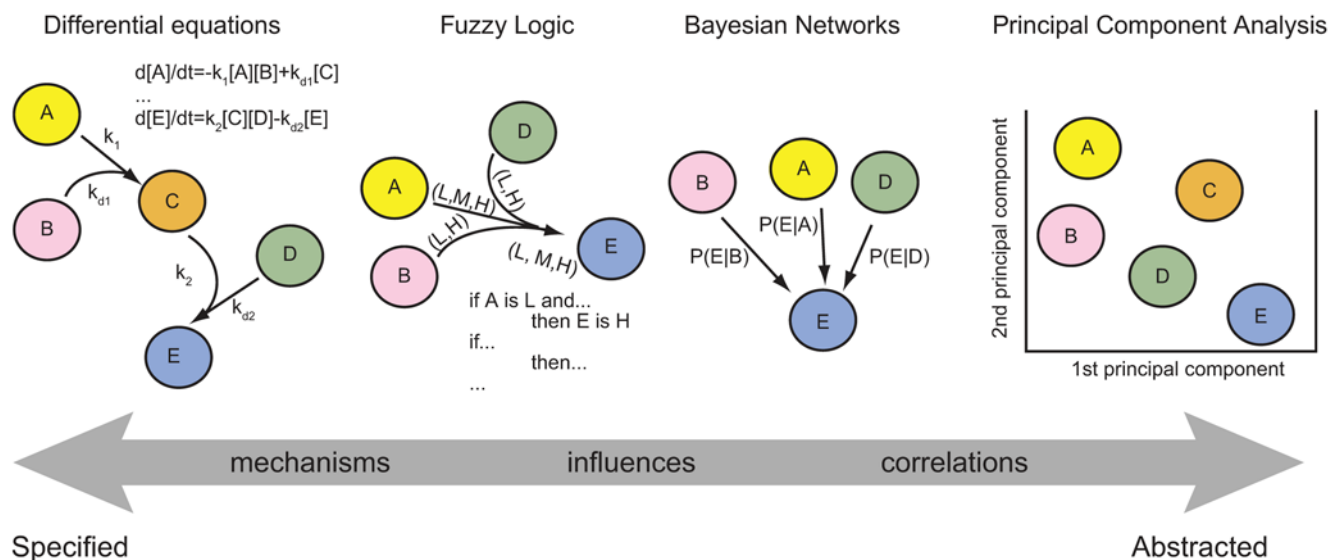 Differential equations
d[A]/dt=-k1[A][B]+kd1[C]
...
d[E]/dt=k2[C][D]-kd2[E]
A
k1
B
kd1
C
k2
D
kd2
E
Fuzzy Logic
D
(L,H)
A
(L,M,H)
B
(L,H)
E
(L, M,H)
if A is L and...
then E is H
if...
then...
...
Bayesian Networks
B
A
D
P(E|B)
P(E|A)
P(E|D)
E
Principal Component Analysis
2nd principal component
A
C
B
D
E
1st principal component
mechanisms
influences
correlations
Specified
Abstracted